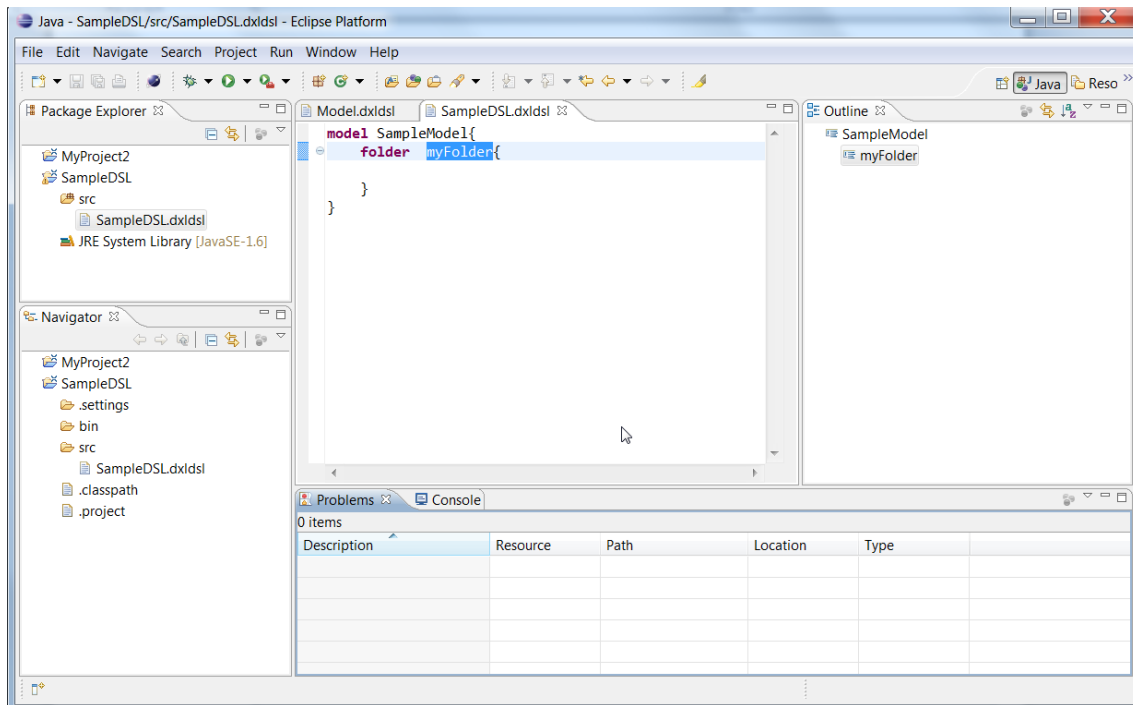 Java - SampleDSL/src/SampleDSL.dxldsl - Eclipse Platform
File Edit Navigate Search Project Run Window Help
Java Reso
Package Explorer
MyProject2
SampleDSL
src
SampleDSL.dxldsl
JRE System Library [JavaSE-1.6]
Navigator
MyProject2
SampleDSL
.settings
bin
src
SampleDSL.dxldsl
.classpath
.project
Model.dxldsl SampleDSL.dxldsl
model SampleModel{
folder myFolder{
}
}
Outline
SampleModel
myFolder
Problems Console
0 items
Description Resource Path Location Type